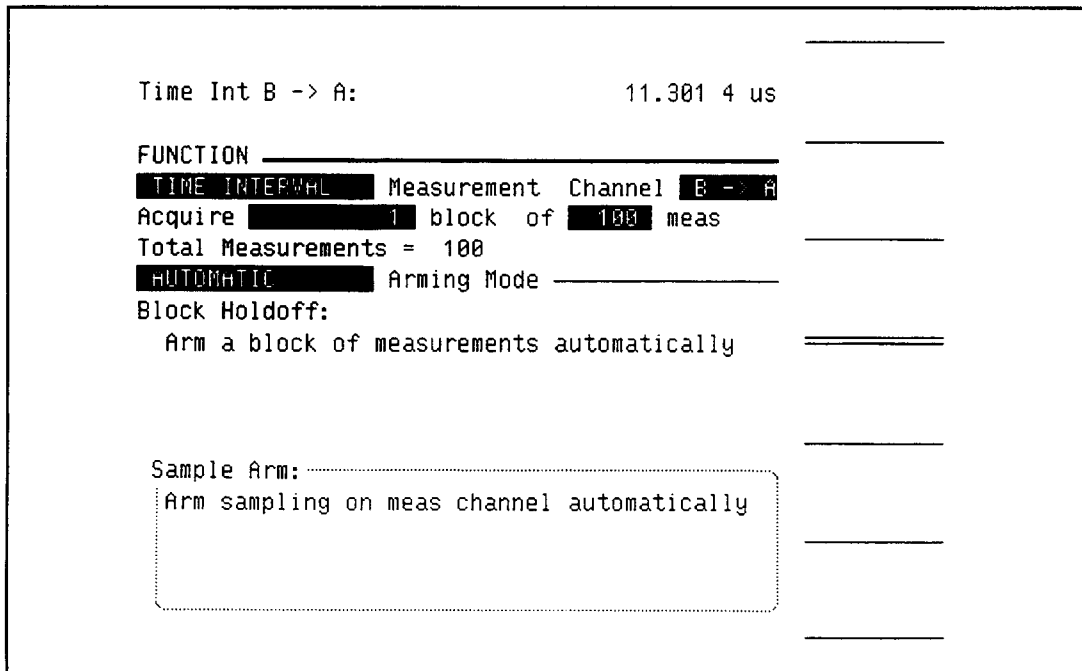 Time Int B -> A: 11.301 4 us
FUNCTION
TIME INTERVAL Measurement Channel B -> A
Acquire 1 block of 100 meas
Total Measurements = 100
AUTOMATIC Arming Mode
Block Holdoff:
Arm a block of measurements automatically
Sample Arm:
Arm sampling on meas channel automatically